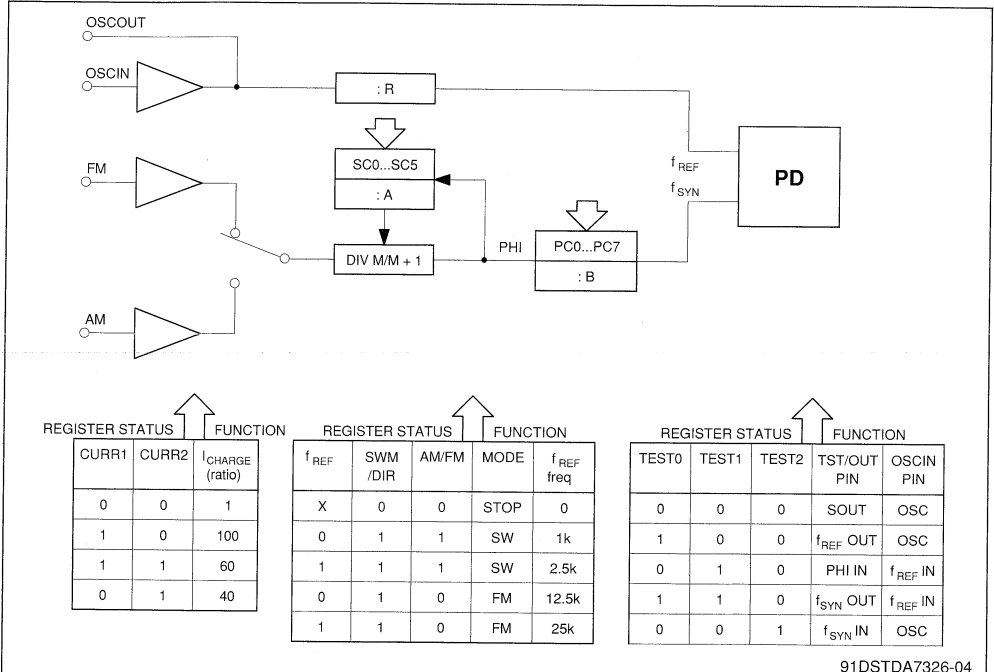 OSCOUT
OSCIN
: R
FM
SC0...SC5
: A
f REF
f SYN
PD
DIV M/M + 1
PHI
PC0...PC7
: B
AM
REGISTER STATUS FUNCTION
CURR1 CURR2 I CHARGE (ratio)
0 0 1
1 0 100
1 1 60
0 1 40
REGISTER STATUS FUNCTION
f REF SWM /DIR AM/FM MODE f REF freq
X 0 0 STOP 0
0 1 1 SW 1k
1 1 1 SW 2.5k
0 1 0 FM 12.5k
1 1 0 FM 25k
REGISTER STATUS FUNCTION
TEST0 TEST1 TEST2 TST/OUT PIN OSCIN PIN
0 0 0 SOUT OSC
1 0 0 f REF OUT OSC
0 1 0 PHI IN f REF IN
1 1 0 f SYN OUT f REF IN
0 0 1 f SYN IN OSC
91DSTDA7326-04